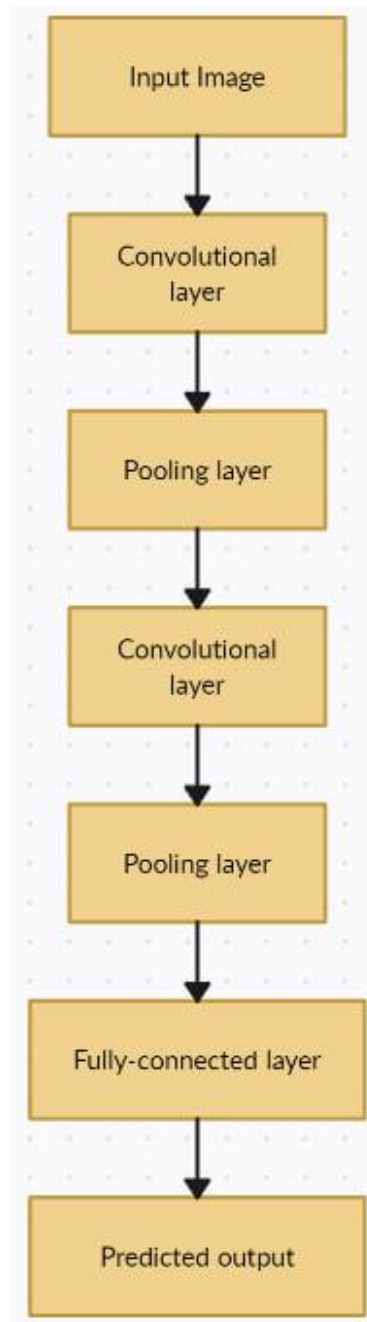 Input Image
Convolutional
layer
Pooling layer
Convolutional
layer
Pooling layer
Fully-connected layer
Predicted output